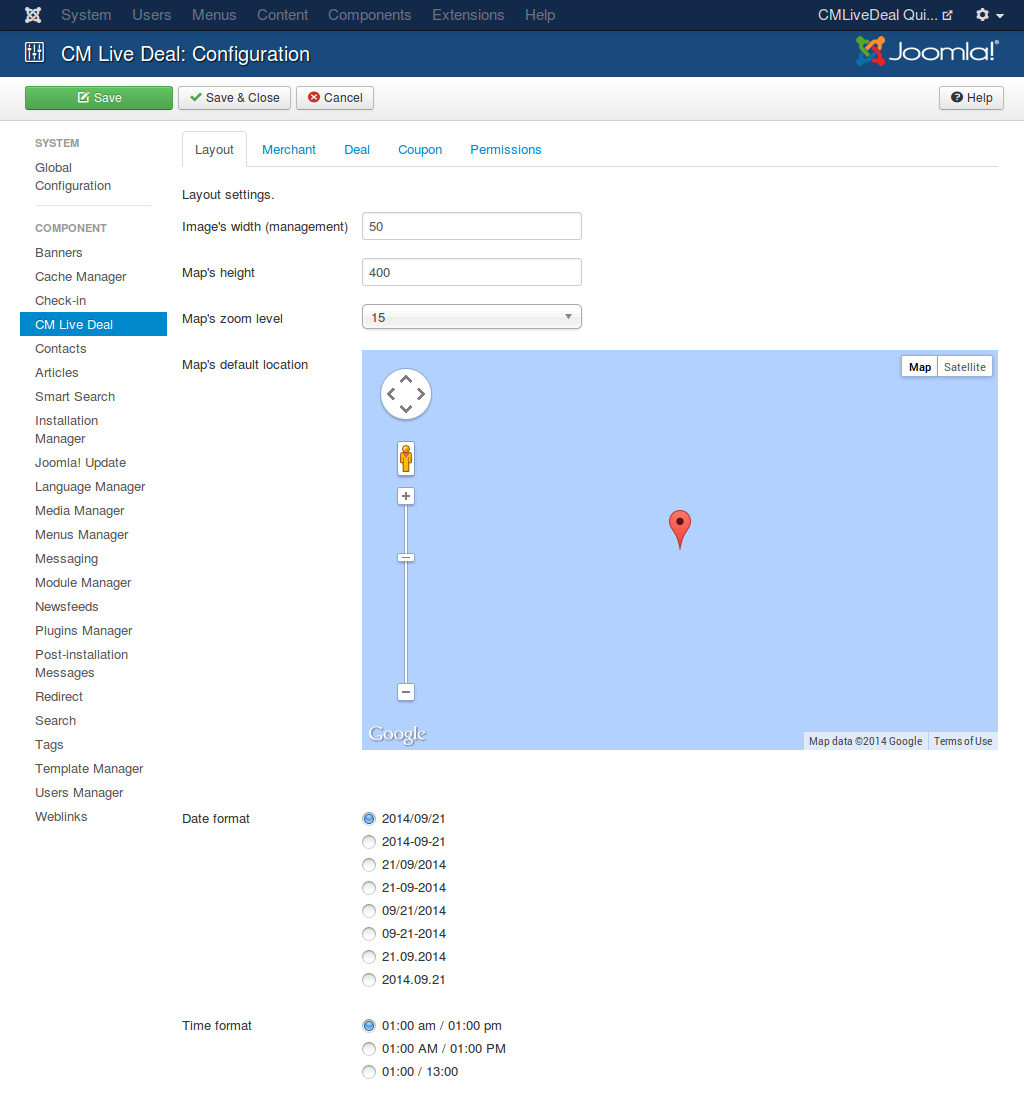 System Users Menus Content Components Extensions Help CMLiveDeal Qui...
CM Live Deal: Configuration Joomla!®
Save Save & Close Cancel Help
SYSTEM
Global
Configuration
COMPONENT
Banners
Cache Manager
Check-in
CM Live Deal
Contacts
Articles
Smart Search
Installation
Manager
Joomla! Update
Language Manager
Media Manager
Menus Manager
Messaging
Module Manager
Newsfeeds
Plugins Manager
Post-installation
Messages
Redirect
Search
Tags
Template Manager
Users Manager
Weblinks
Layout Merchant Deal Coupon Permissions
Layout settings.
Image's width (management) 50
Map's height 400
Map's zoom level 15
Map's default location
Map Satellite
Google
Map data ©2014 Google Terms of Use
Date format
2014/09/21
2014-09-21
21/09/2014
21-09-2014
09/21/2014
09-21-2014
21.09.2014
2014.09.21
Time format
01:00 am / 01:00 pm
01:00 AM / 01:00 PM
01:00 / 13:00